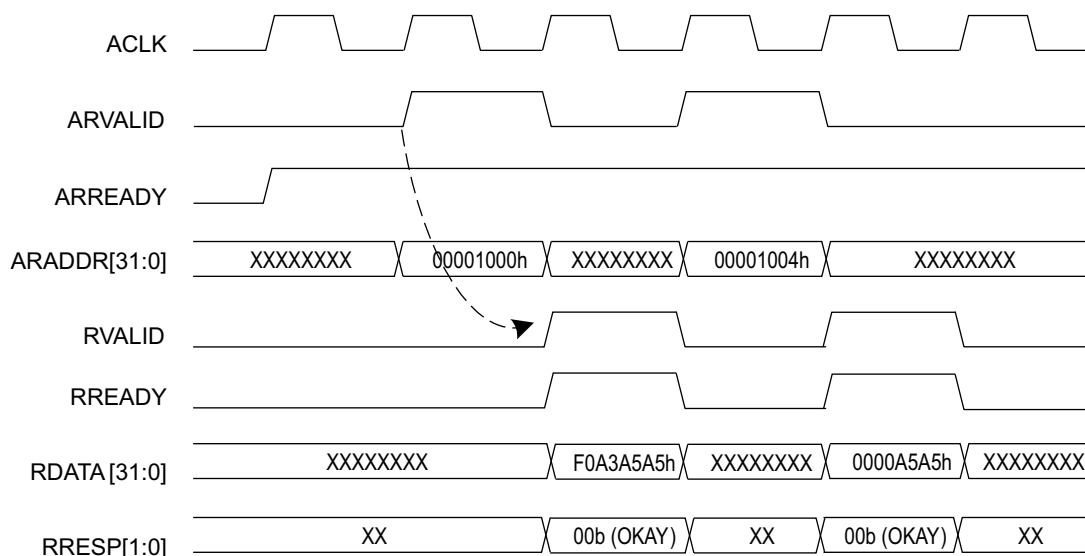 ACLK
ARVALID
ARREADY
ARADDR[31:0] XXXXXXXX 00001000h XXXXXXXX 00001004h XXXXXXXX
RVALID
RREADY
RDATA [31:0] XXXXXXXX F0A3A5A5h XXXXXXXX 0000A5A5h XXXXXXXX
RRESP[1:0] XX 00b (OKAY) XX 00b (OKAY) XX